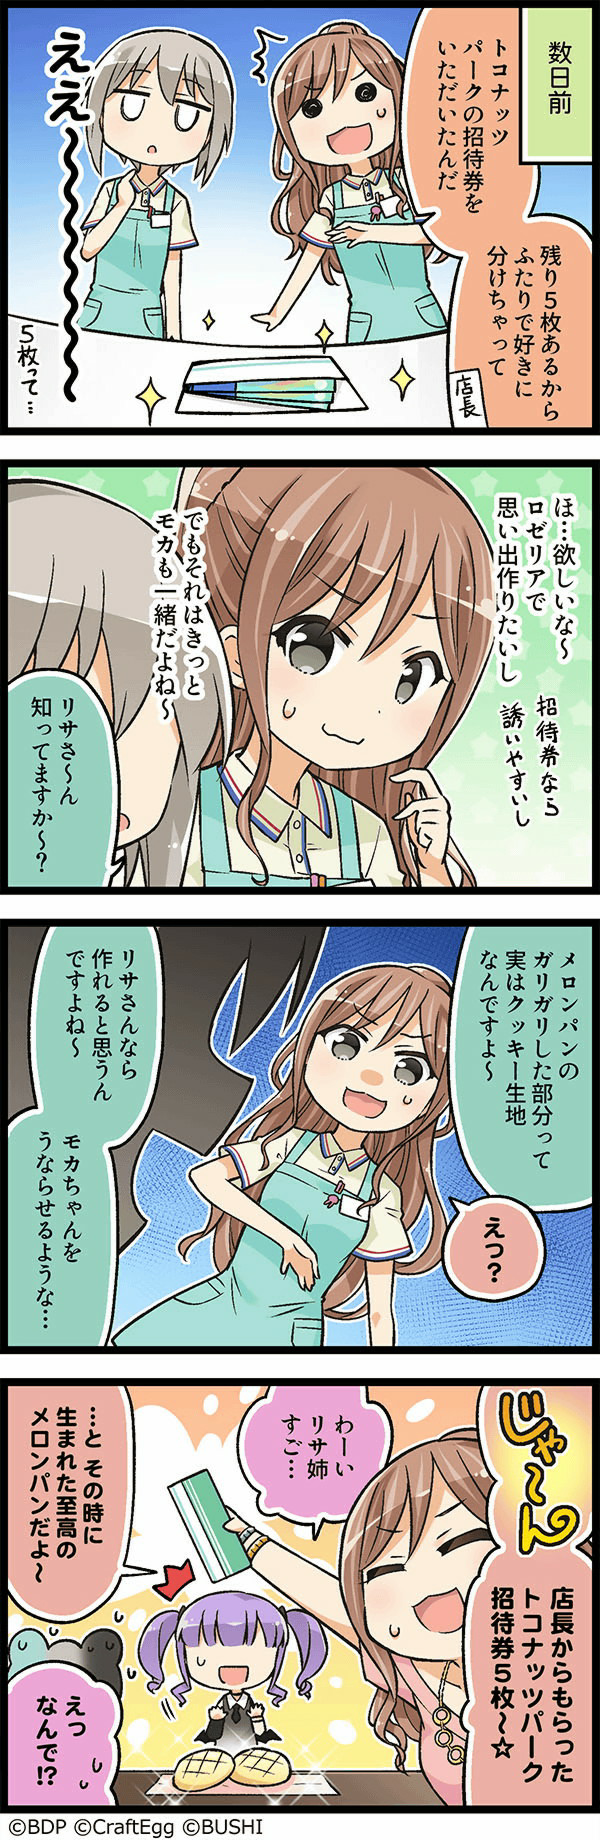 数日前
トコナッツ
パークの招待券を
いただいたんだ
残り5枚あるから
ふたりで好きに
分けちゃって
店長
ええ〜〜〜
5枚って…
ほ…欲しいな〜
ロゼリアで
思い出作りたいし
招待券なら
誘いやすいし
でもそれはきっと
モカも一緒だよね〜
リサさ〜ん
知ってますか〜?
メロンパンの
ガリガリした部分って
実はクッキー生地
なんですよ〜
えっ?
リサさんなら
作れると思うん
ですよね〜
モカちゃんを
うならせるような…
じゃ〜ん
店長からもらった
トコナッツパーク
招待券5枚〜☆
わーい
リサ姉
すご…
…と その時に
生まれた至高の
メロンパンだよ〜
えっ
なんで!?
©BDP ©CraftEgg ©BUSHI